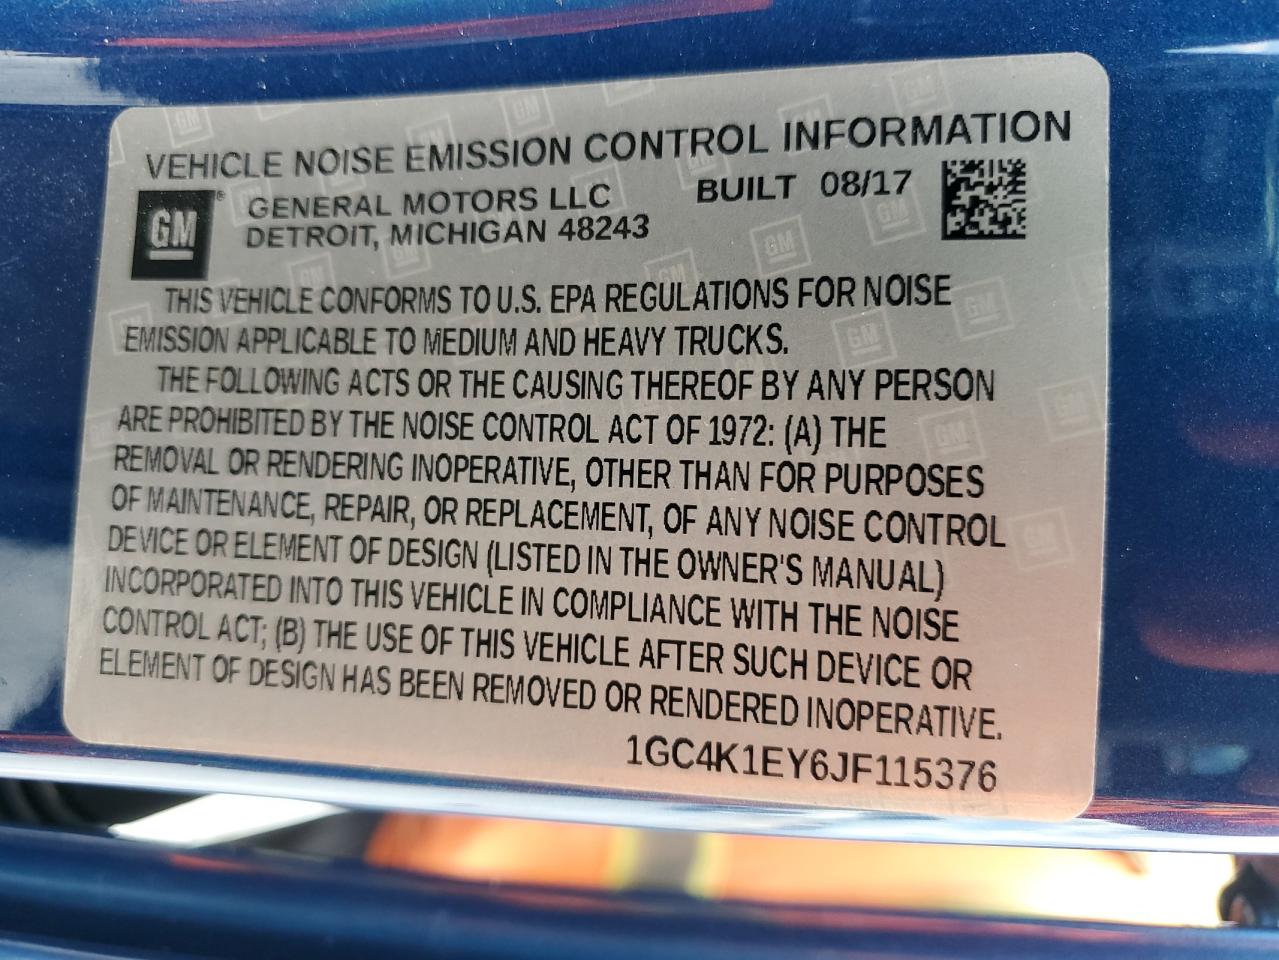 VEHICLE NOISE EMISSION CONTROL INFORMATION
GM ®
GENERAL MOTORS LLC BUILT 08/17
DETROIT, MICHIGAN 48243
THIS VEHICLE CONFORMS TO U.S. EPA REGULATIONS FOR NOISE
EMISSION APPLICABLE TO MEDIUM AND HEAVY TRUCKS.
THE FOLLOWING ACTS OR THE CAUSING THEREOF BY ANY PERSON
ARE PROHIBITED BY THE NOISE CONTROL ACT OF 1972: (A) THE
REMOVAL OR RENDERING INOPERATIVE, OTHER THAN FOR PURPOSES
OF MAINTENANCE, REPAIR, OR REPLACEMENT, OF ANY NOISE CONTROL
DEVICE OR ELEMENT OF DESIGN (LISTED IN THE OWNER'S MANUAL)
INCORPORATED INTO THIS VEHICLE IN COMPLIANCE WITH THE NOISE
CONTROL ACT; (B) THE USE OF THIS VEHICLE AFTER SUCH DEVICE OR
ELEMENT OF DESIGN HAS BEEN REMOVED OR RENDERED INOPERATIVE.
1GC4K1EY6JF115376